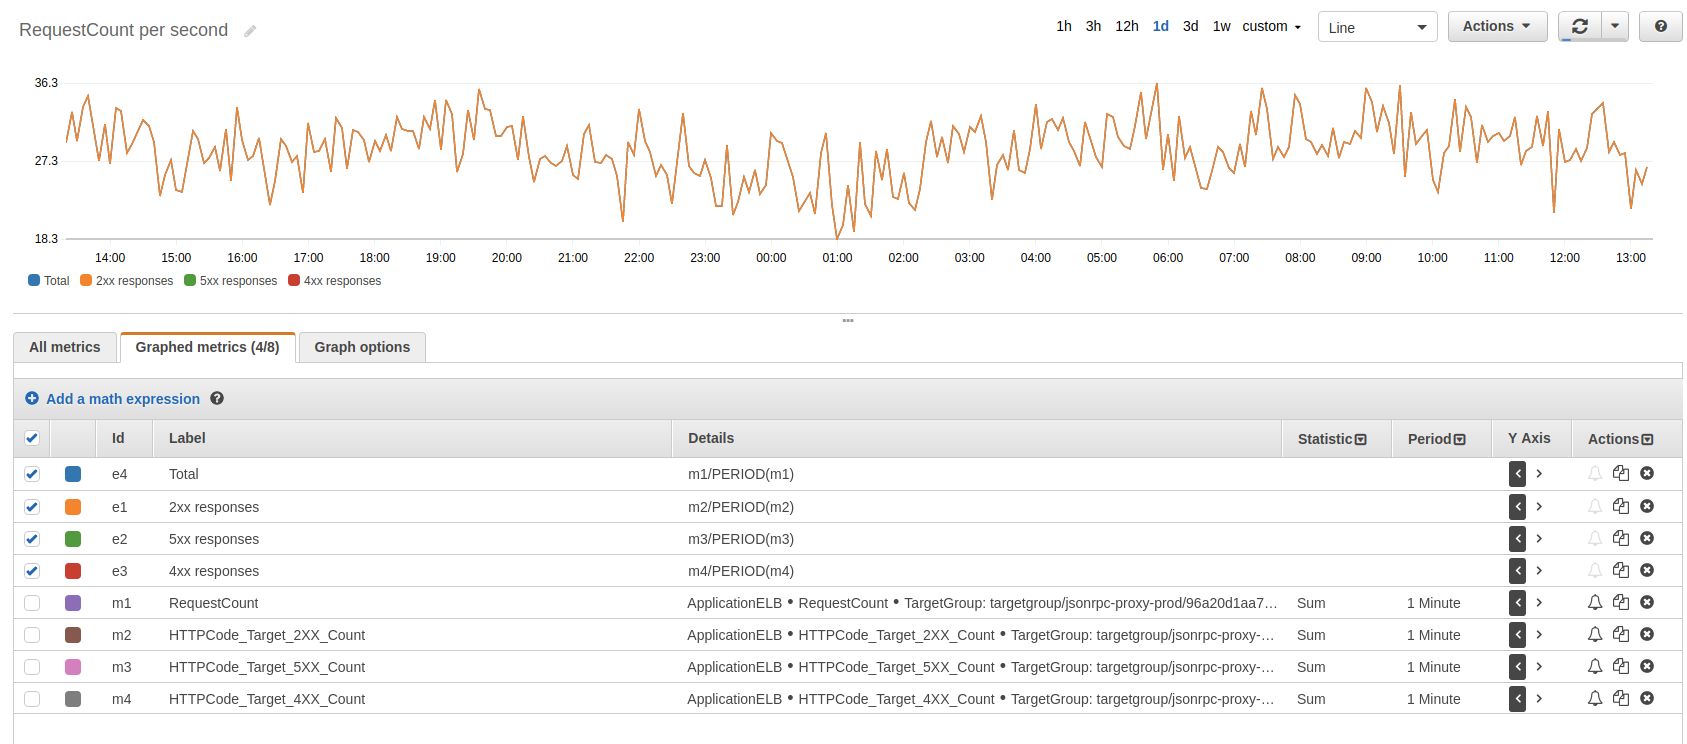 RequestCount per second
1h 3h 12h 1d 3d 1w custom Line Actions
36.3
27.3
18.3
14:00 15:00 16:00 17:00 18:00 19:00 20:00 21:00 22:00 23:00 00:00 01:00 02:00 03:00 04:00 05:00 06:00 07:00 08:00 09:00 10:00 11:00 12:00 13:00
Total 2xx responses 5xx responses 4xx responses
All metrics Graphed metrics (4/8) Graph options
Add a math expression
Id Label Details Statistic Period Y Axis Actions
e4 Total m1/PERIOD(m1)
e1 2xx responses m2/PERIOD(m2)
e2 5xx responses m3/PERIOD(m3)
e3 4xx responses m4/PERIOD(m4)
m1 RequestCount ApplicationELB • RequestCount • TargetGroup: targetgroup/jsonrpc-proxy-prod/96a20d1aa7... Sum 1 Minute
m2 HTTPCode_Target_2XX_Count ApplicationELB • HTTPCode_Target_2XX_Count • TargetGroup: targetgroup/jsonrpc-proxy-... Sum 1 Minute
m3 HTTPCode_Target_5XX_Count ApplicationELB • HTTPCode_Target_5XX_Count • TargetGroup: targetgroup/jsonrpc-proxy-... Sum 1 Minute
m4 HTTPCode_Target_4XX_Count ApplicationELB • HTTPCode_Target_4XX_Count • TargetGroup: targetgroup/jsonrpc-proxy-... Sum 1 Minute